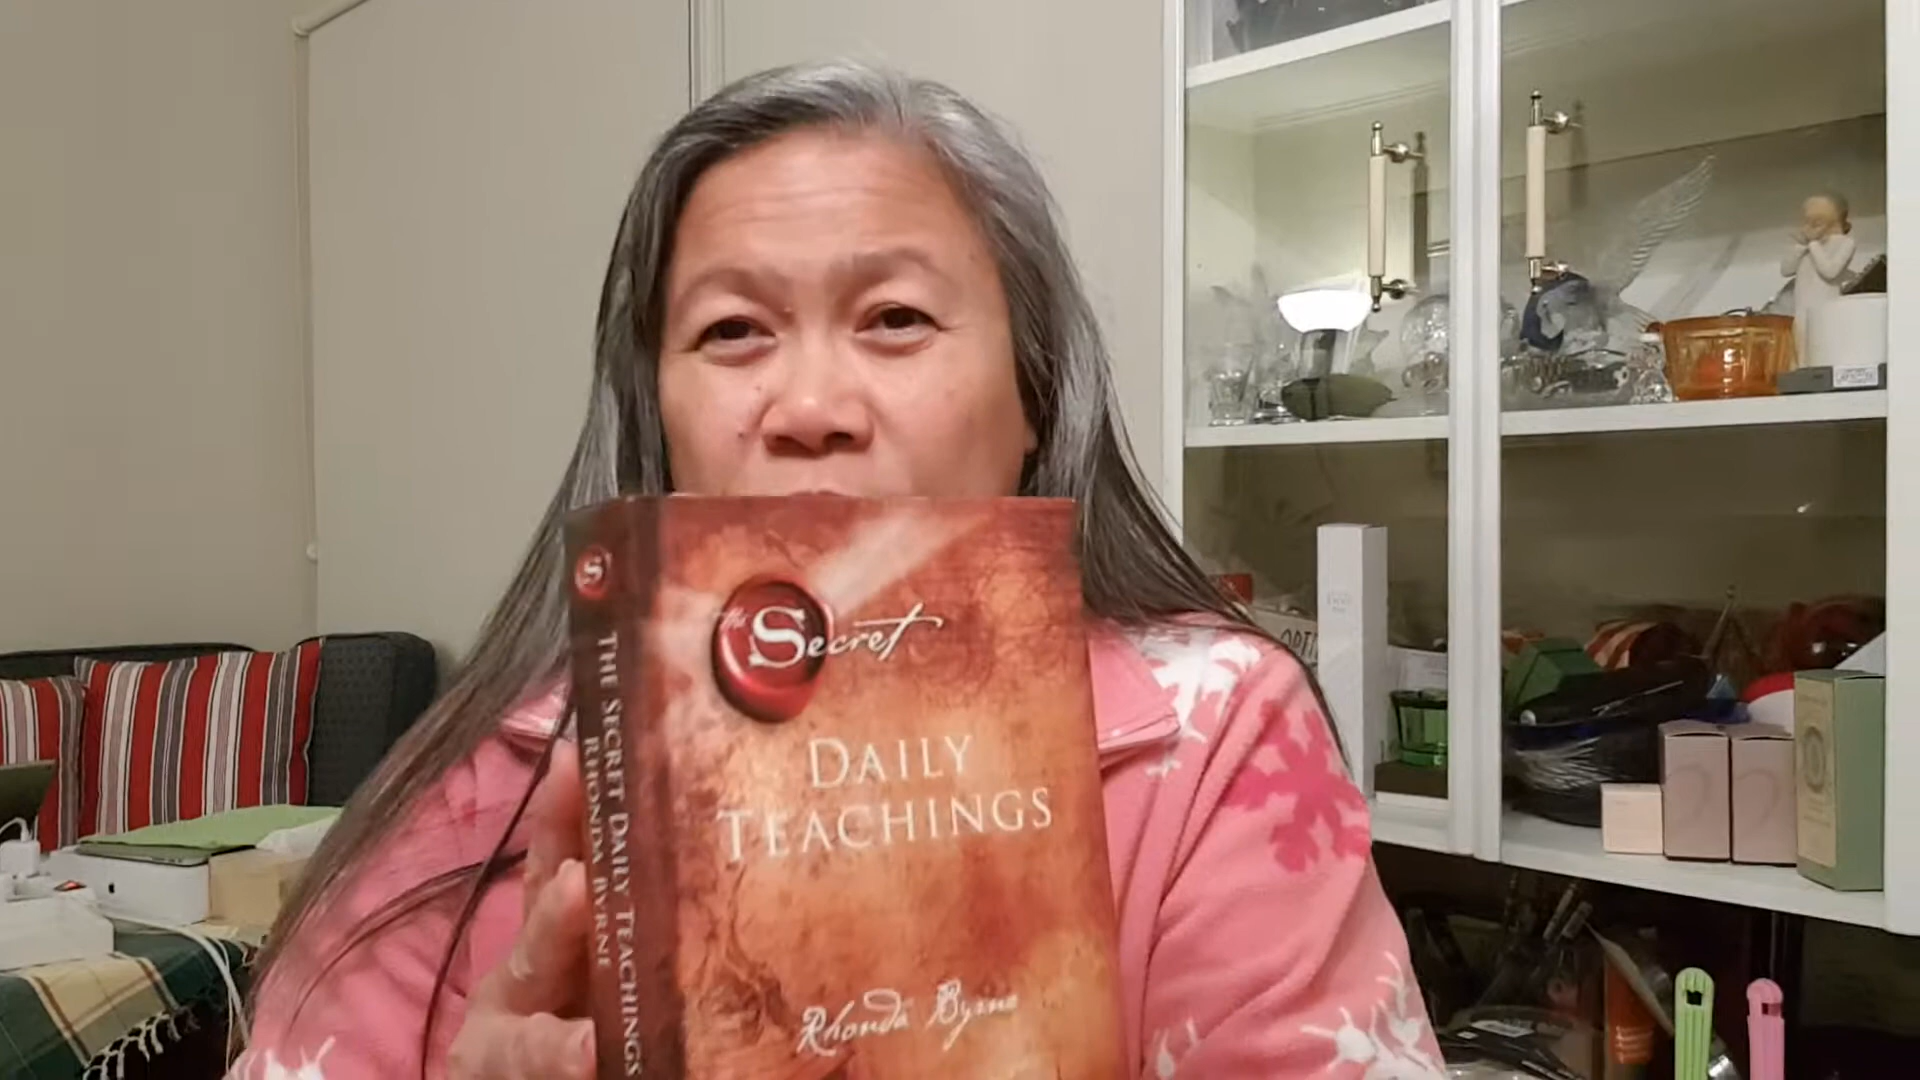 S
THE SECRET DAILY TEACHINGS
RHONDA BYRNE
the Secret
DAILY
TEACHINGS
Rhonda Byrne